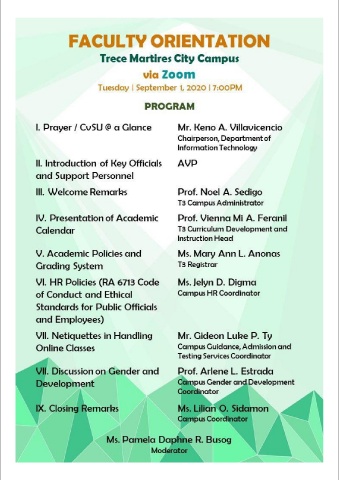 FACULTY ORIENTATION
Trece Martires City Campus
via Zoom
Tuesday | September 1, 2020 | 7:00PM
PROGRAM
I. Prayer / CvSU @ a Glance
Mr. Keno A. Villavicencio
Chairperson, Department of
Information Technology
II. Introduction of Key Officials
and Support Personnel
AVP
III. Welcome Remarks
Prof. Noel A. Sedigo
T3 Campus Administrator
IV. Presentation of Academic
Calendar
Prof. Vienna Mi A. Feranil
T3 Curriculum Development and
Instruction Head
V. Academic Policies and
Grading System
Ms. Mary Ann L. Anonas
T3 Registrar
VI. HR Policies (RA 6713 Code
of Conduct and Ethical
Standards for Public Officials
and Employees)
Ms. Jelyn D. Digma
Campus HR Coordinator
VII. Netiquettes in Handling
Online Classes
Mr. Gideon Luke P. Ty
Campus Guidance, Admission and
Testing Services Coordinator
VII. Discussion on Gender and
Development
Prof. Arlene L. Estrada
Campus Gender and Development
Coordinator
IX. Closing Remarks
Ms. Lilian O. Sidamon
Campus Coordinator
Ms. Pamela Daphne R. Busog
Moderator